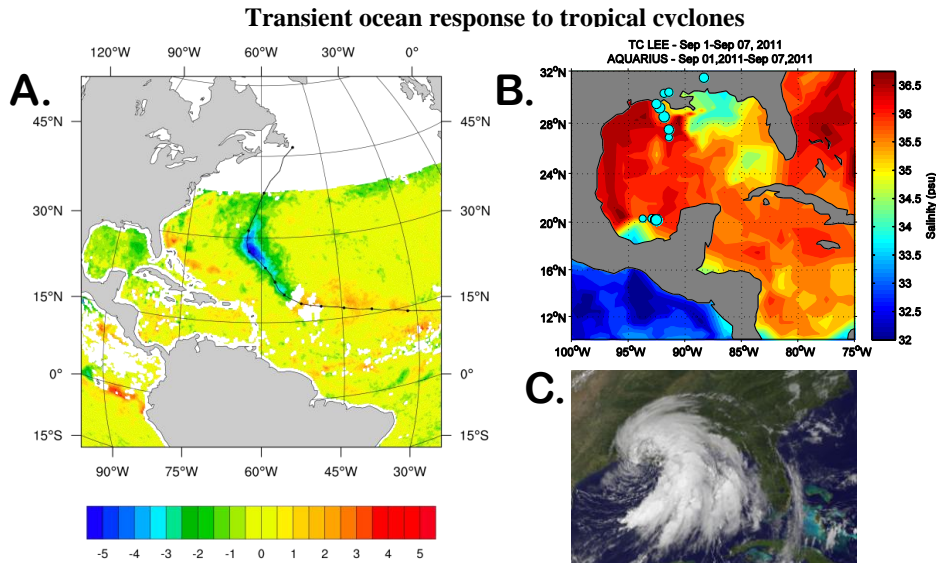 Transient ocean response to tropical cyclones
A.
120°W 90°W 60°W 30°W 0°
45°N 45°N
30°N 30°N
15°N 15°N
0° 0°
15°S 15°S
90°W 75°W 60°W 45°W 30°W
-5 -4 -3 -2 -1 0 1 2 3 4 5
B.
TC LEE - Sep 1-Sep 07, 2011
AQUARIUS - Sep 01,2011-Sep 07,2011
32°N
28°N
24°N
20°N
16°N
12°N
100°W 95°W 90°W 85°W 80°W 75°W
36.5
36
35.5
35
34.5
34
33.5
33
32.5
32
Salinity (psu)
C.